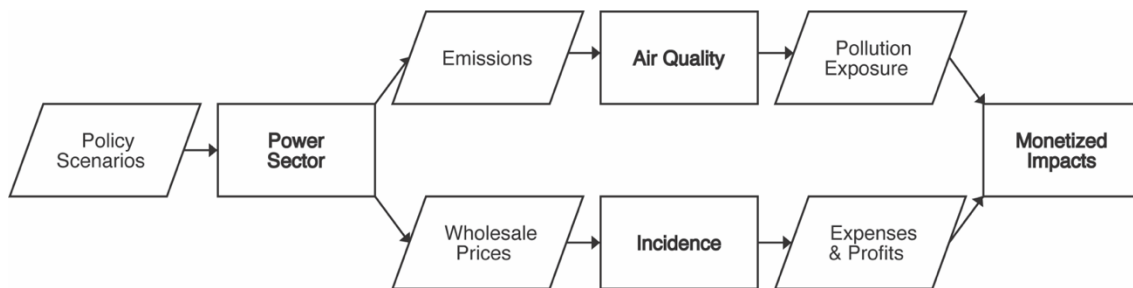 Emissions
Air Quality
Pollution
Exposure
Policy
Scenarios
Power
Sector
Monetized
Impacts
Wholesale
Prices
Incidence
Expenses
& Profits